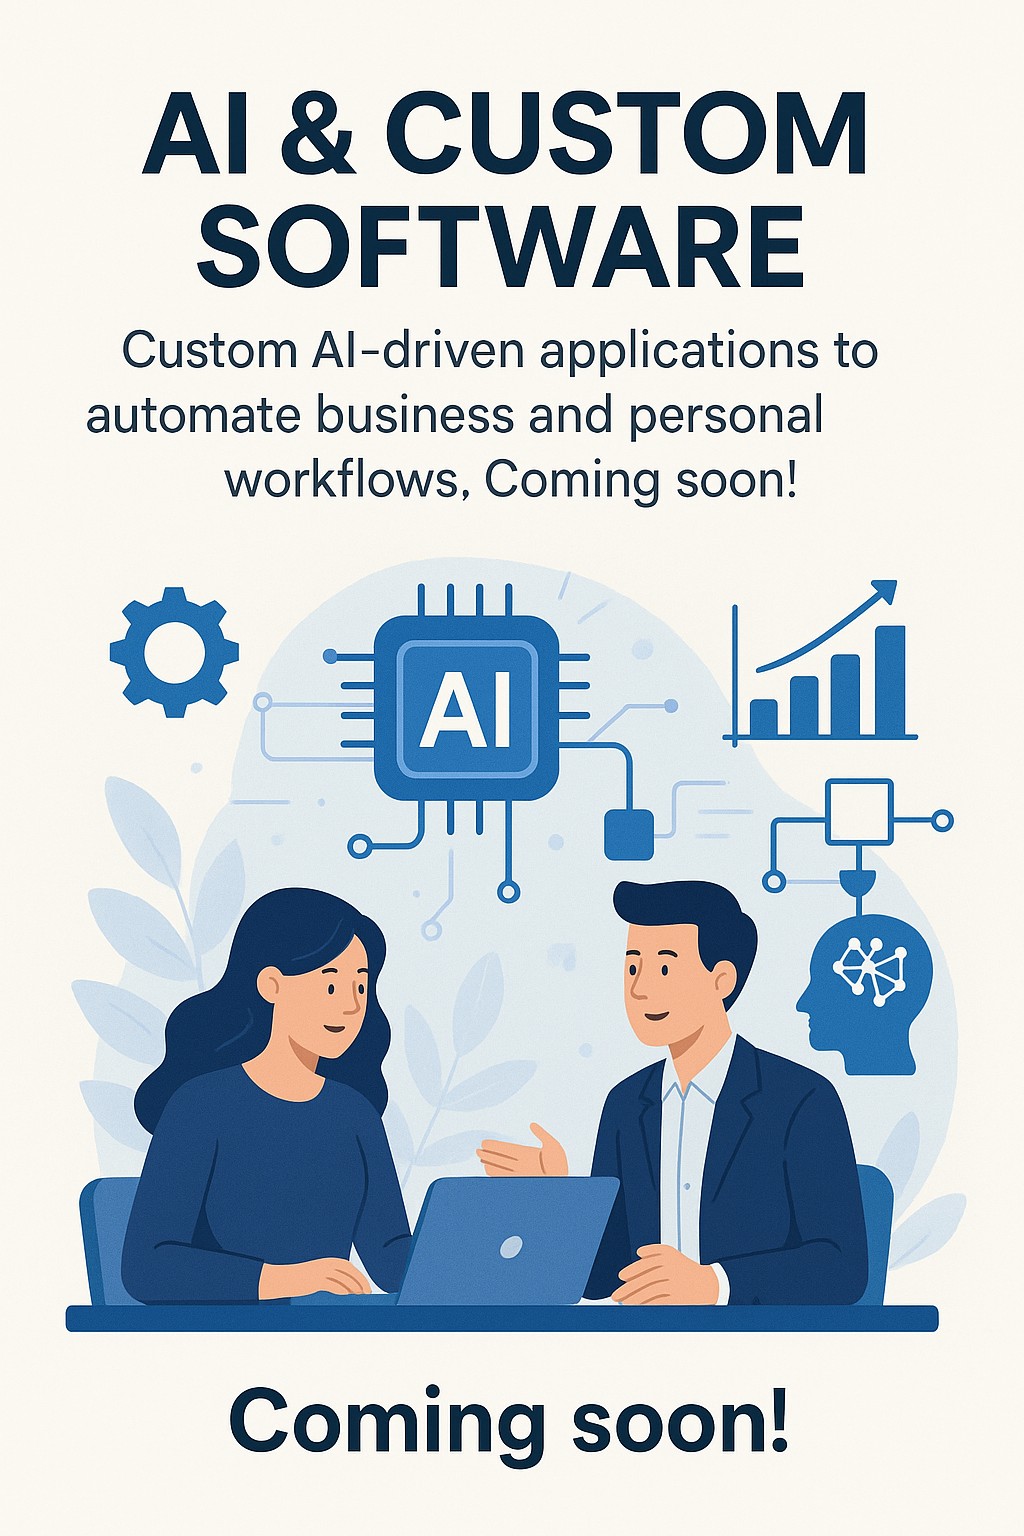 AI & CUSTOM
SOFTWARE
Custom AI-driven applications to
automate business and personal
workflows, Coming soon!
AI
Coming soon!